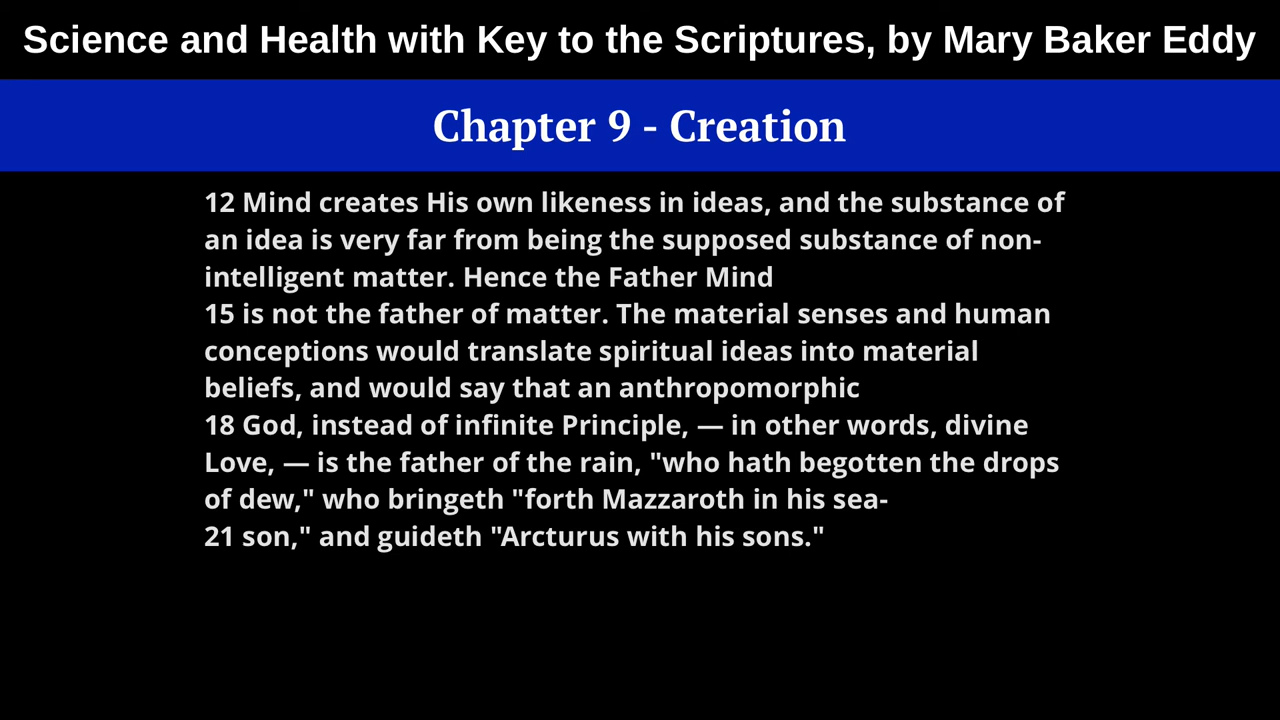 Science and Health with Key to the Scriptures, by Mary Baker Eddy
Chapter 9 - Creation
12 Mind creates His own likeness in ideas, and the substance of
an idea is very far from being the supposed substance of non-
intelligent matter. Hence the Father Mind
15 is not the father of matter. The material senses and human
conceptions would translate spiritual ideas into material
beliefs, and would say that an anthropomorphic
18 God, instead of infinite Principle, — in other words, divine
Love, — is the father of the rain, "who hath begotten the drops
of dew," who bringeth "forth Mazzaroth in his sea-
21 son," and guideth "Arcturus with his sons."